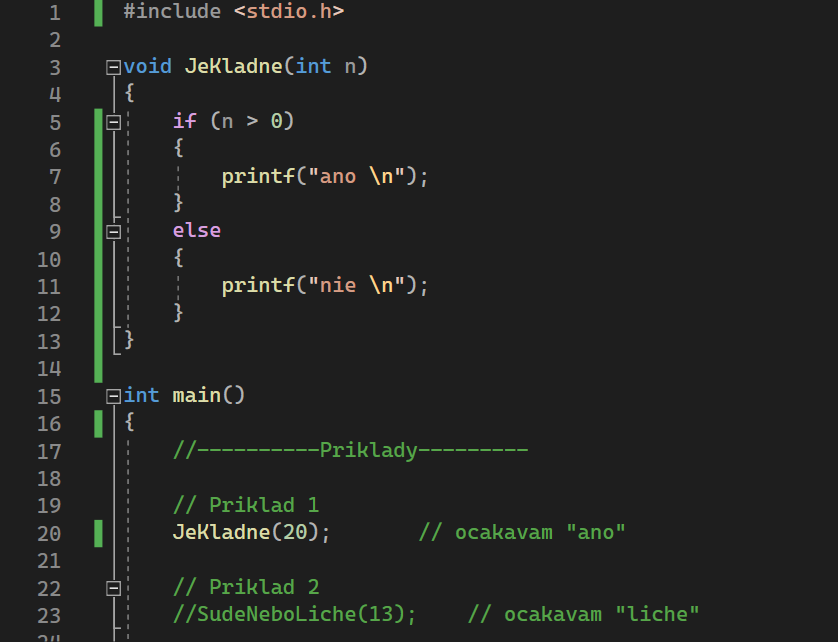 1 #include <stdio.h>
2
3 void JeKladne(int n)
4 {
5 if (n > 0)
6 {
7 printf("ano \n");
8 }
9 else
10 {
11 printf("nie \n");
12 }
13 }
14
15 int main()
16 {
17 //----------Priklady---------
18
19 // Priklad 1
20 JeKladne(20); // ocakavam "ano"
21
22 // Priklad 2
23 //SudeNeboLiche(13); // ocakavam "liche"
24